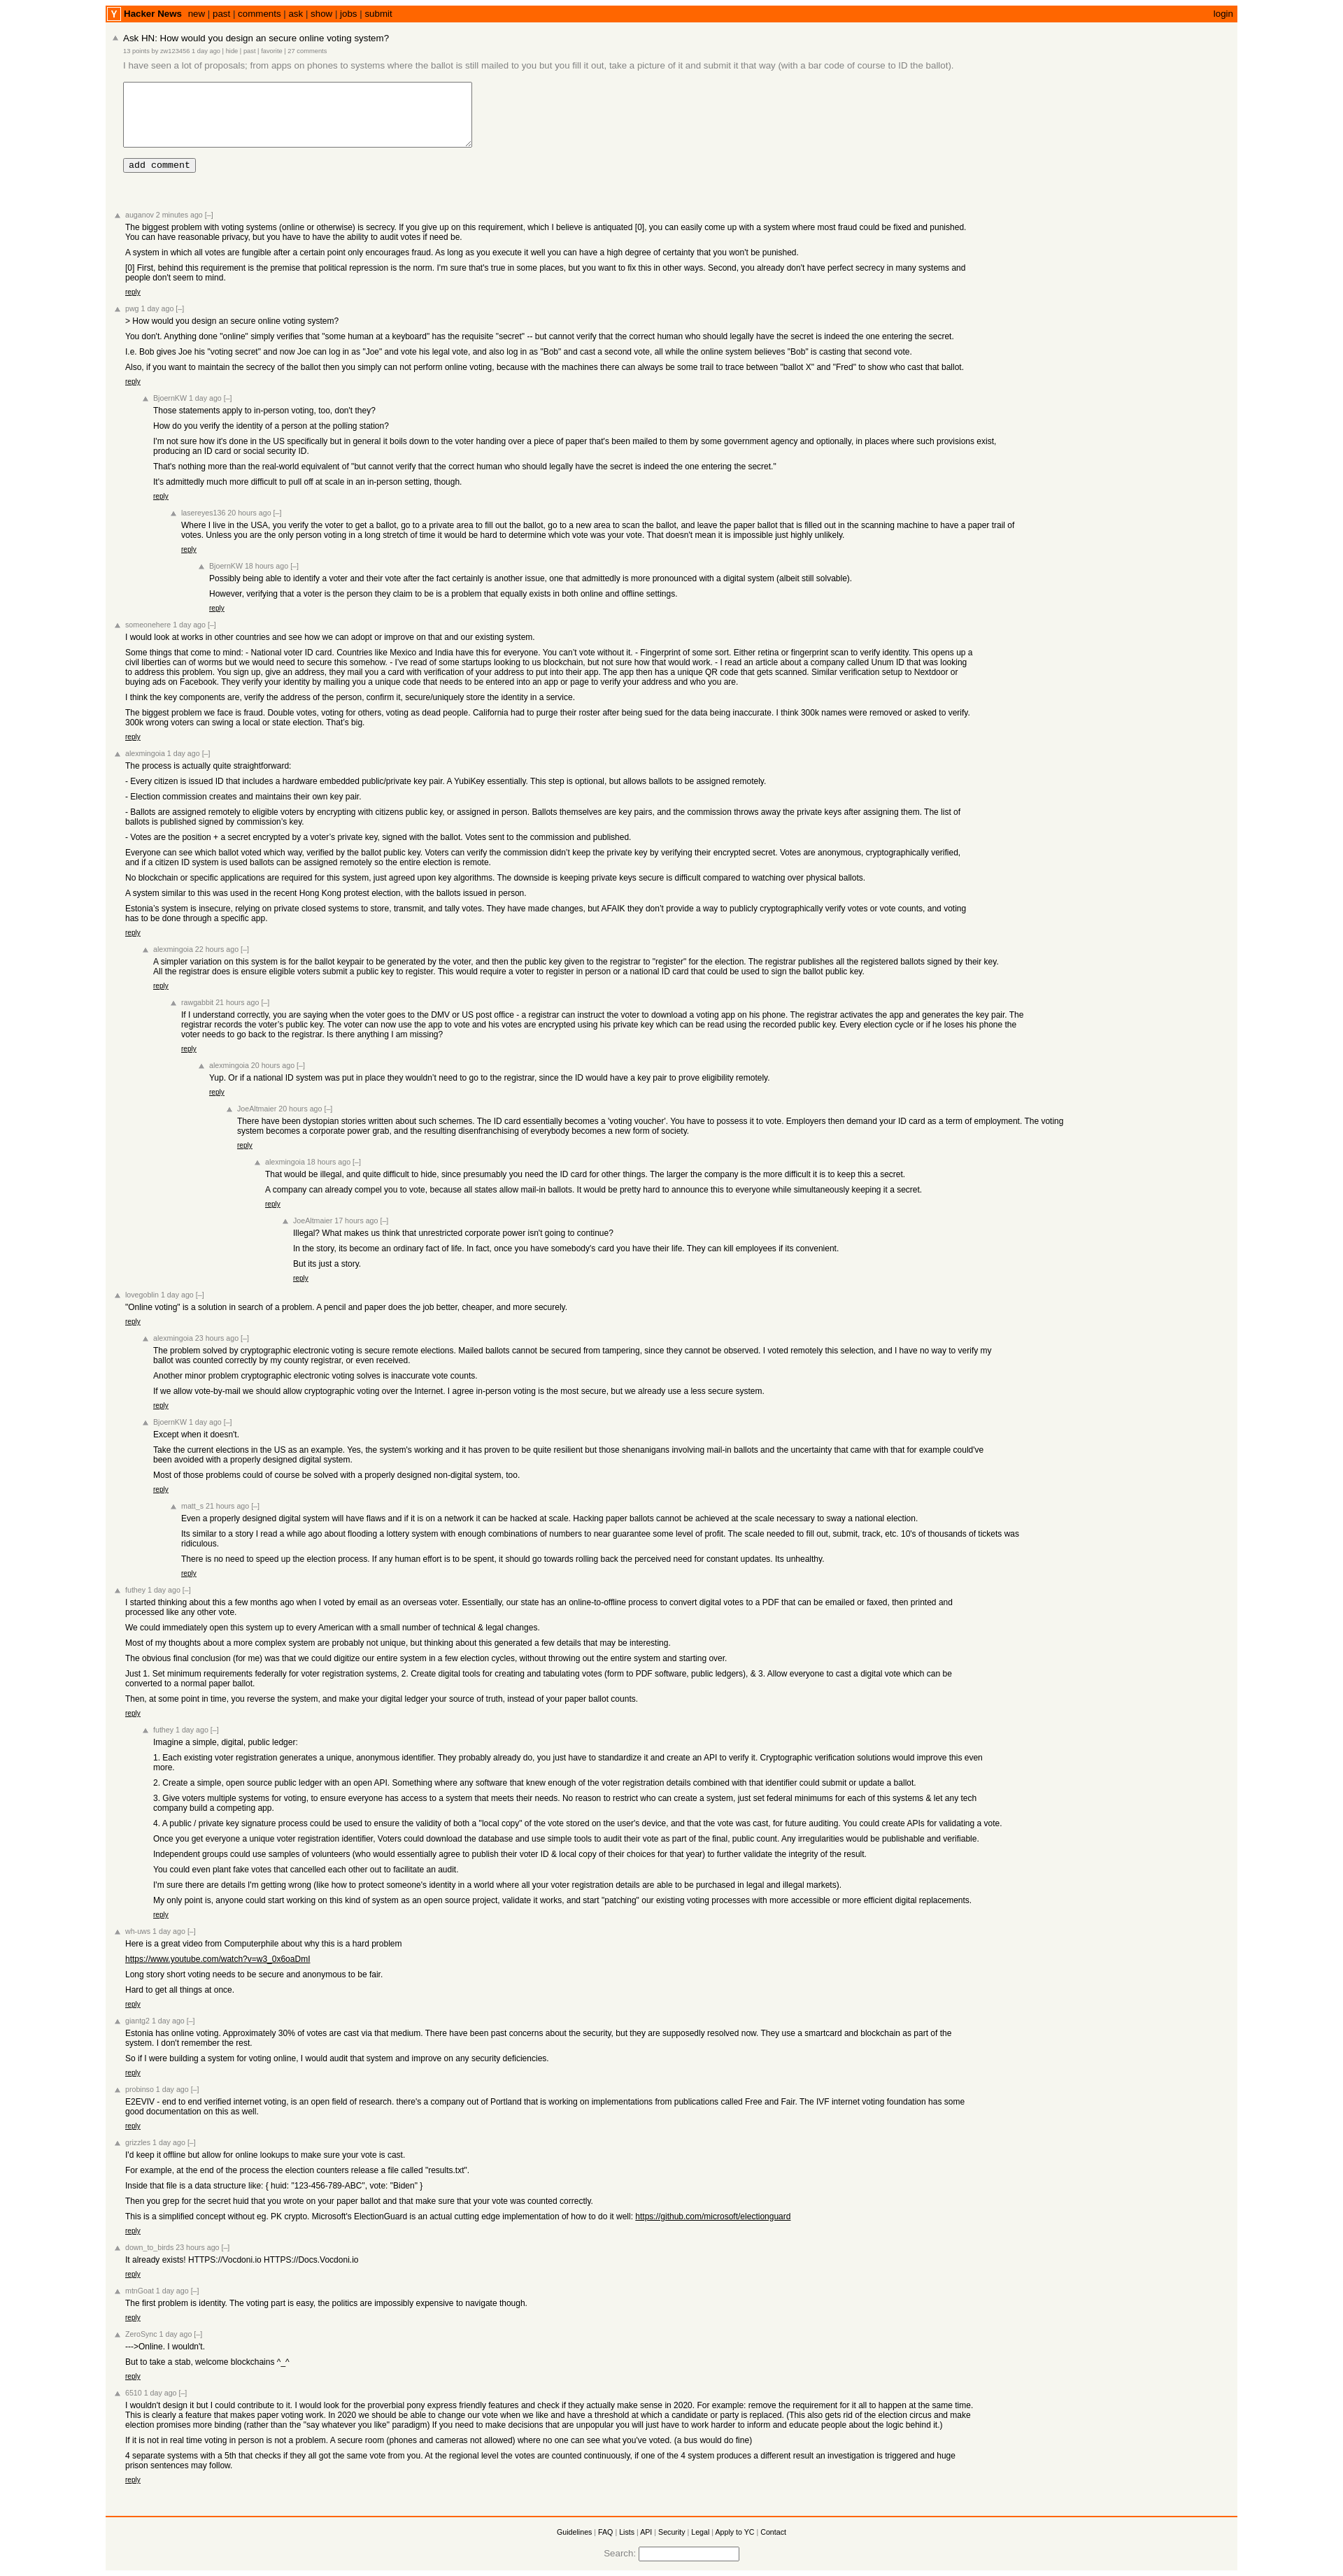 Y Hacker News new | past | comments | ask | show | jobs | submit login
Ask HN: How would you design an secure online voting system?
13 points by zw123456 1 day ago | hide | past | favorite | 27 comments
I have seen a lot of proposals; from apps on phones to systems where the ballot is still mailed to you but you fill it out, take a picture of it and submit it that way (with a bar code of course to ID the ballot).
add comment
auganov 2 minutes ago [–]
The biggest problem with voting systems (online or otherwise) is secrecy. If you give up on this requirement, which I believe is antiquated [0], you can easily come up with a system where most fraud could be fixed and punished.
You can have reasonable privacy, but you have to have the ability to audit votes if need be.
A system in which all votes are fungible after a certain point only encourages fraud. As long as you execute it well you can have a high degree of certainty that you won't be punished.
[0] First, behind this requirement is the premise that political repression is the norm. I'm sure that's true in some places, but you want to fix this in other ways. Second, you already don't have perfect secrecy in many systems and
people don't seem to mind.
reply
pwg 1 day ago [–]
> How would you design an secure online voting system?
You don't. Anything done "online" simply verifies that "some human at a keyboard" has the requisite "secret" -- but cannot verify that the correct human who should legally have the secret is indeed the one entering the secret.
I.e. Bob gives Joe his "voting secret" and now Joe can log in as "Joe" and vote his legal vote, and also log in as "Bob" and cast a second vote, all while the online system believes "Bob" is casting that second vote.
Also, if you want to maintain the secrecy of the ballot then you simply can not perform online voting, because with the machines there can always be some trail to trace between "ballot X" and "Fred" to show who cast that ballot.
reply
BjoernKW 1 day ago [–]
Those statements apply to in-person voting, too, don't they?
How do you verify the identity of a person at the polling station?
I'm not sure how it's done in the US specifically but in general it boils down to the voter handing over a piece of paper that's been mailed to them by some government agency and optionally, in places where such provisions exist,
producing an ID card or social security ID.
That's nothing more than the real-world equivalent of "but cannot verify that the correct human who should legally have the secret is indeed the one entering the secret."
It's admittedly much more difficult to pull off at scale in an in-person setting, though.
reply
lasereyes136 20 hours ago [–]
Where I live in the USA, you verify the voter to get a ballot, go to a private area to fill out the ballot, go to a new area to scan the ballot, and leave the paper ballot that is filled out in the scanning machine to have a paper trail of
votes. Unless you are the only person voting in a long stretch of time it would be hard to determine which vote was your vote. That doesn't mean it is impossible just highly unlikely.
reply
BjoernKW 18 hours ago [–]
Possibly being able to identify a voter and their vote after the fact certainly is another issue, one that admittedly is more pronounced with a digital system (albeit still solvable).
However, verifying that a voter is the person they claim to be is a problem that equally exists in both online and offline settings.
reply
someonehere 1 day ago [–]
I would look at works in other countries and see how we can adopt or improve on that and our existing system.
Some things that come to mind: - National voter ID card. Countries like Mexico and India have this for everyone. You can't vote without it. - Fingerprint of some sort. Either retina or fingerprint scan to verify identity. This opens up a
civil liberties can of worms but we would need to secure this somehow. - I've read of some startups looking to us blockchain, but not sure how that would work. - I read an article about a company called Unum ID that was looking
to address this problem. You sign up, give an address, they mail you a card with verification of your address to put into their app. The app then has a unique QR code that gets scanned. Similar verification setup to Nextdoor or
buying ads on Facebook. They verify your identity by mailing you a unique code that needs to be entered into an app or page to verify your address and who you are.
I think the key components are, verify the address of the person, confirm it, secure/uniquely store the identity in a service.
The biggest problem we face is fraud. Double votes, voting for others, voting as dead people. California had to purge their roster after being sued for the data being inaccurate. I think 300k names were removed or asked to verify.
300k wrong voters can swing a local or state election. That's big.
reply
alexmingoia 1 day ago [–]
The process is actually quite straightforward:
- Every citizen is issued ID that includes a hardware embedded public/private key pair. A YubiKey essentially. This step is optional, but allows ballots to be assigned remotely.
- Election commission creates and maintains their own key pair.
- Ballots are assigned remotely to eligible voters by encrypting with citizens public key, or assigned in person. Ballots themselves are key pairs, and the commission throws away the private keys after assigning them. The list of
ballots is published signed by commission's key.
- Votes are the position + a secret encrypted by a voter's private key, signed with the ballot. Votes sent to the commission and published.
Everyone can see which ballot voted which way, verified by the ballot public key. Voters can verify the commission didn't keep the private key by verifying their encrypted secret. Votes are anonymous, cryptographically verified,
and if a citizen ID system is used ballots can be assigned remotely so the entire election is remote.
No blockchain or specific applications are required for this system, just agreed upon key algorithms. The downside is keeping private keys secure is difficult compared to watching over physical ballots.
A system similar to this was used in the recent Hong Kong protest election, with the ballots issued in person.
Estonia's system is insecure, relying on private closed systems to store, transmit, and tally votes. They have made changes, but AFAIK they don't provide a way to publicly cryptographically verify votes or vote counts, and voting
has to be done through a specific app.
reply
alexmingoia 22 hours ago [–]
A simpler variation on this system is for the ballot keypair to be generated by the voter, and then the public key given to the registrar to "register" for the election. The registrar publishes all the registered ballots signed by their key.
All the registrar does is ensure eligible voters submit a public key to register. This would require a voter to register in person or a national ID card that could be used to sign the ballot public key.
reply
rawgabbit 21 hours ago [–]
If I understand correctly, you are saying when the voter goes to the DMV or US post office - a registrar can instruct the voter to download a voting app on his phone. The registrar activates the app and generates the key pair. The
registrar records the voter's public key. The voter can now use the app to vote and his votes are encrypted using his private key which can be read using the recorded public key. Every election cycle or if he loses his phone the
voter needs to go back to the registrar. Is there anything I am missing?
reply
alexmingoia 20 hours ago [–]
Yup. Or if a national ID system was put in place they wouldn't need to go to the registrar, since the ID would have a key pair to prove eligibility remotely.
reply
JoeAltmaier 20 hours ago [–]
There have been dystopian stories written about such schemes. The ID card essentially becomes a 'voting voucher'. You have to possess it to vote. Employers then demand your ID card as a term of employment. The voting
system becomes a corporate power grab, and the resulting disenfranchising of everybody becomes a new form of society.
reply
alexmingoia 18 hours ago [–]
That would be illegal, and quite difficult to hide, since presumably you need the ID card for other things. The larger the company is the more difficult it is to keep this a secret.
A company can already compel you to vote, because all states allow mail-in ballots. It would be pretty hard to announce this to everyone while simultaneously keeping it a secret.
reply
JoeAltmaier 17 hours ago [–]
Illegal? What makes us think that unrestricted corporate power isn't going to continue?
In the story, its become an ordinary fact of life. In fact, once you have somebody's card you have their life. They can kill employees if its convenient.
But its just a story.
reply
lovegoblin 1 day ago [–]
"Online voting" is a solution in search of a problem. A pencil and paper does the job better, cheaper, and more securely.
reply
alexmingoia 23 hours ago [–]
The problem solved by cryptographic electronic voting is secure remote elections. Mailed ballots cannot be secured from tampering, since they cannot be observed. I voted remotely this selection, and I have no way to verify my
ballot was counted correctly by my county registrar, or even received.
Another minor problem cryptographic electronic voting solves is inaccurate vote counts.
If we allow vote-by-mail we should allow cryptographic voting over the Internet. I agree in-person voting is the most secure, but we already use a less secure system.
reply
BjoernKW 1 day ago [–]
Except when it doesn't.
Take the current elections in the US as an example. Yes, the system's working and it has proven to be quite resilient but those shenanigans involving mail-in ballots and the uncertainty that came with that for example could've
been avoided with a properly designed digital system.
Most of those problems could of course be solved with a properly designed non-digital system, too.
reply
matt_s 21 hours ago [–]
Even a properly designed digital system will have flaws and if it is on a network it can be hacked at scale. Hacking paper ballots cannot be achieved at the scale necessary to sway a national election.
Its similar to a story I read a while ago about flooding a lottery system with enough combinations of numbers to near guarantee some level of profit. The scale needed to fill out, submit, track, etc. 10's of thousands of tickets was
ridiculous.
There is no need to speed up the election process. If any human effort is to be spent, it should go towards rolling back the perceived need for constant updates. Its unhealthy.
reply
futhey 1 day ago [–]
I started thinking about this a few months ago when I voted by email as an overseas voter. Essentially, our state has an online-to-offline process to convert digital votes to a PDF that can be emailed or faxed, then printed and
processed like any other vote.
We could immediately open this system up to every American with a small number of technical & legal changes.
Most of my thoughts about a more complex system are probably not unique, but thinking about this generated a few details that may be interesting.
The obvious final conclusion (for me) was that we could digitize our entire system in a few election cycles, without throwing out the entire system and starting over.
Just 1. Set minimum requirements federally for voter registration systems, 2. Create digital tools for creating and tabulating votes (form to PDF software, public ledgers), & 3. Allow everyone to cast a digital vote which can be
converted to a normal paper ballot.
Then, at some point in time, you reverse the system, and make your digital ledger your source of truth, instead of your paper ballot counts.
reply
futhey 1 day ago [–]
Imagine a simple, digital, public ledger:
1. Each existing voter registration generates a unique, anonymous identifier. They probably already do, you just have to standardize it and create an API to verify it. Cryptographic verification solutions would improve this even
more.
2. Create a simple, open source public ledger with an open API. Something where any software that knew enough of the voter registration details combined with that identifier could submit or update a ballot.
3. Give voters multiple systems for voting, to ensure everyone has access to a system that meets their needs. No reason to restrict who can create a system, just set federal minimums for each of this systems & let any tech
company build a competing app.
4. A public / private key signature process could be used to ensure the validity of both a "local copy" of the vote stored on the user's device, and that the vote was cast, for future auditing. You could create APIs for validating a vote.
Once you get everyone a unique voter registration identifier, Voters could download the database and use simple tools to audit their vote as part of the final, public count. Any irregularities would be publishable and verifiable.
Independent groups could use samples of volunteers (who would essentially agree to publish their voter ID & local copy of their choices for that year) to further validate the integrity of the result.
You could even plant fake votes that cancelled each other out to facilitate an audit.
I'm sure there are details I'm getting wrong (like how to protect someone's identity in a world where all your voter registration details are able to be purchased in legal and illegal markets).
My only point is, anyone could start working on this kind of system as an open source project, validate it works, and start "patching" our existing voting processes with more accessible or more efficient digital replacements.
reply
wh-uws 1 day ago [–]
Here is a great video from Computerphile about why this is a hard problem
https://www.youtube.com/watch?v=w3_0x6oaDmI
Long story short voting needs to be secure and anonymous to be fair.
Hard to get all things at once.
reply
giantg2 1 day ago [–]
Estonia has online voting. Approximately 30% of votes are cast via that medium. There have been past concerns about the security, but they are supposedly resolved now. They use a smartcard and blockchain as part of the
system. I don't remember the rest.
So if I were building a system for voting online, I would audit that system and improve on any security deficiencies.
reply
probinso 1 day ago [–]
E2EVIV - end to end verified internet voting, is an open field of research. there's a company out of Portland that is working on implementations from publications called Free and Fair. The IVF internet voting foundation has some
good documentation on this as well.
reply
grizzles 1 day ago [–]
I'd keep it offline but allow for online lookups to make sure your vote is cast.
For example, at the end of the process the election counters release a file called "results.txt".
Inside that file is a data structure like: { huid: "123-456-789-ABC", vote: "Biden" }
Then you grep for the secret huid that you wrote on your paper ballot and that make sure that your vote was counted correctly.
This is a simplified concept without eg. PK crypto. Microsoft's ElectionGuard is an actual cutting edge implementation of how to do it well: https://github.com/microsoft/electionguard
reply
down_to_birds 23 hours ago [–]
It already exists! HTTPS://Vocdoni.io HTTPS://Docs.Vocdoni.io
reply
mtnGoat 1 day ago [–]
The first problem is identity. The voting part is easy, the politics are impossibly expensive to navigate though.
reply
ZeroSync 1 day ago [–]
--->Online. I wouldn't.
But to take a stab, welcome blockchains ^_^
reply
6510 1 day ago [–]
I wouldn't design it but I could contribute to it. I would look for the proverbial pony express friendly features and check if they actually make sense in 2020. For example: remove the requirement for it all to happen at the same time.
This is clearly a feature that makes paper voting work. In 2020 we should be able to change our vote when we like and have a threshold at which a candidate or party is replaced. (This also gets rid of the election circus and make
election promises more binding (rather than the "say whatever you like" paradigm) If you need to make decisions that are unpopular you will just have to work harder to inform and educate people about the logic behind it.)
If it is not in real time voting in person is not a problem. A secure room (phones and cameras not allowed) where no one can see what you've voted. (a bus would do fine)
4 separate systems with a 5th that checks if they all got the same vote from you. At the regional level the votes are counted continuously, if one of the 4 system produces a different result an investigation is triggered and huge
prison sentences may follow.
reply
Guidelines | FAQ | Lists | API | Security | Legal | Apply to YC | Contact
Search: